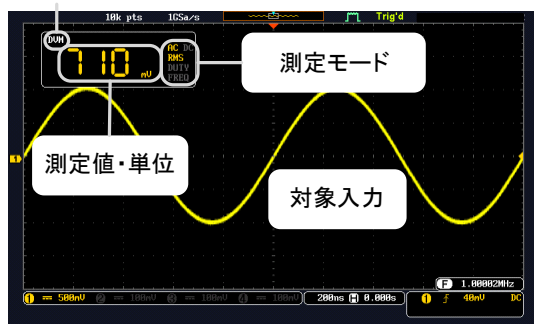 10k pts 1GSa/s Trig'd
DVM
710 mV
AC DC
RMS
DUTY
FREQ
測定モード
測定値・単位
対象入力
1
F 1.00002MHz
1 500mV 2 100mV 3 100mV 4 100mV 200ns H 0.000s 1 40mV DC